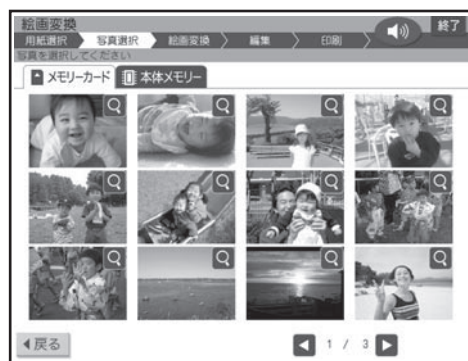 絵画変換
終了
用紙選択 写真選択 絵画変換 編集 印刷
写真を選択してください
メモリーカード 本体メモリー
戻る 1 / 3